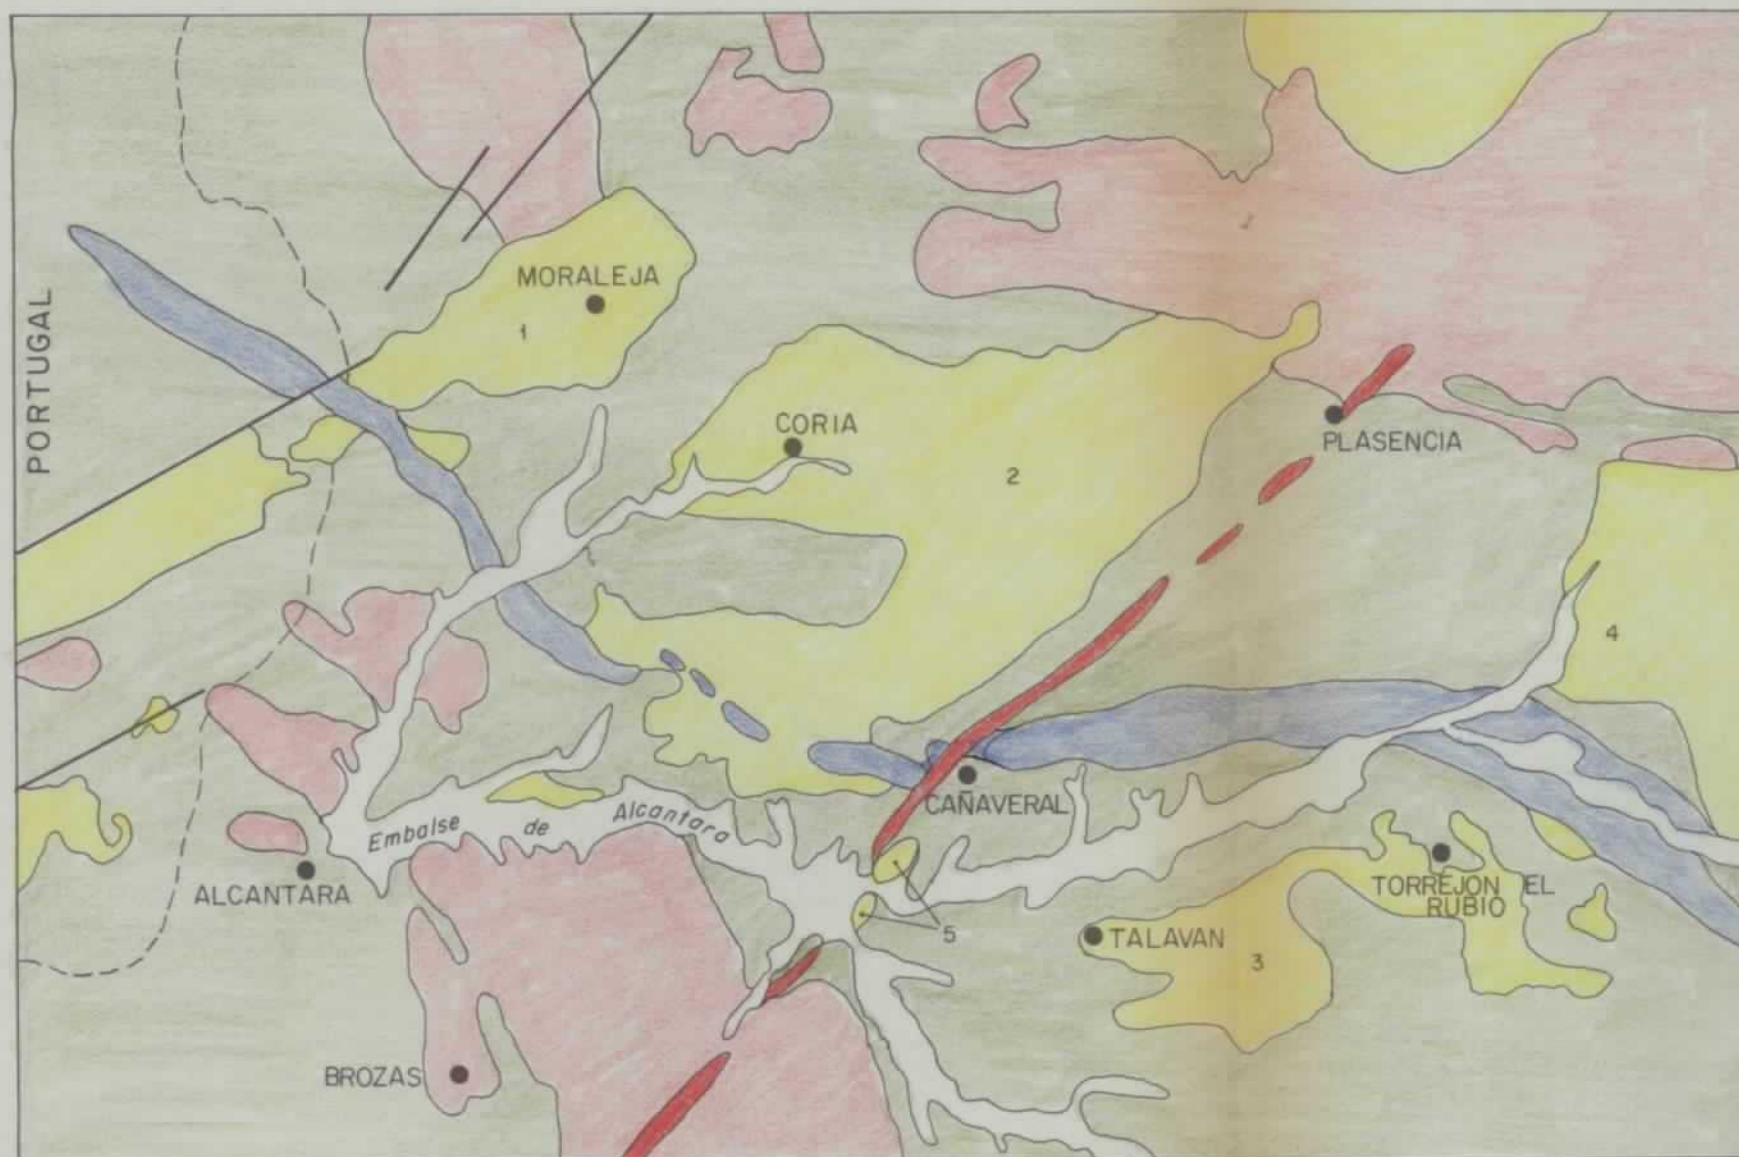 PORTUGAL
MORALEJA
1
CORIA
2
PLASENCIA
4
Embalse de Alcantara
CAÑAVERAL
ALCANTARA
TORREJON EL
RUBIO
5
TALAVAN
3
BROZAS